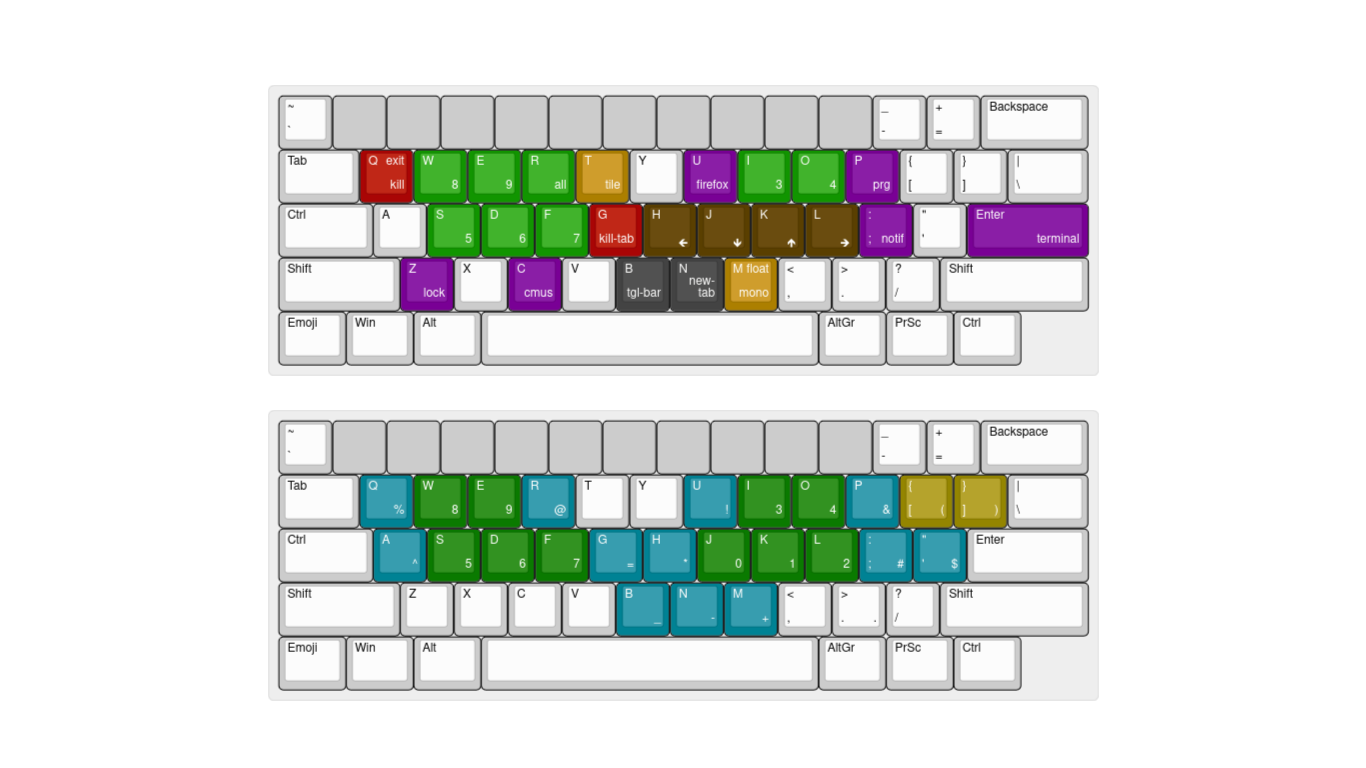 ~ _ + Backspace
` - =
Tab Q exit W E R T Y U I O P { } |
kill 8 9 all tile firefox 3 4 prg [ ] \
Ctrl A S D F G H J K L : " Enter
5 6 7 kill-tab ← ↓ ↑ → ; notif ' terminal
Shift Z X C V B N M float < > ? Shift
lock cmus tgl-bar new-tab mono , . /
Emoji Win Alt AltGr PrSc Ctrl
~ _ + Backspace
` - =
Tab Q W E R T Y U I O P { } |
% 8 9 @ ! 3 4 & [ ( ] ) \
Ctrl A S D F G H J K L : " Enter
^ 5 6 7 = * 0 1 2 ; # ' $
Shift Z X C V B N M < > ? Shift
_ - + , . . /
Emoji Win Alt AltGr PrSc Ctrl